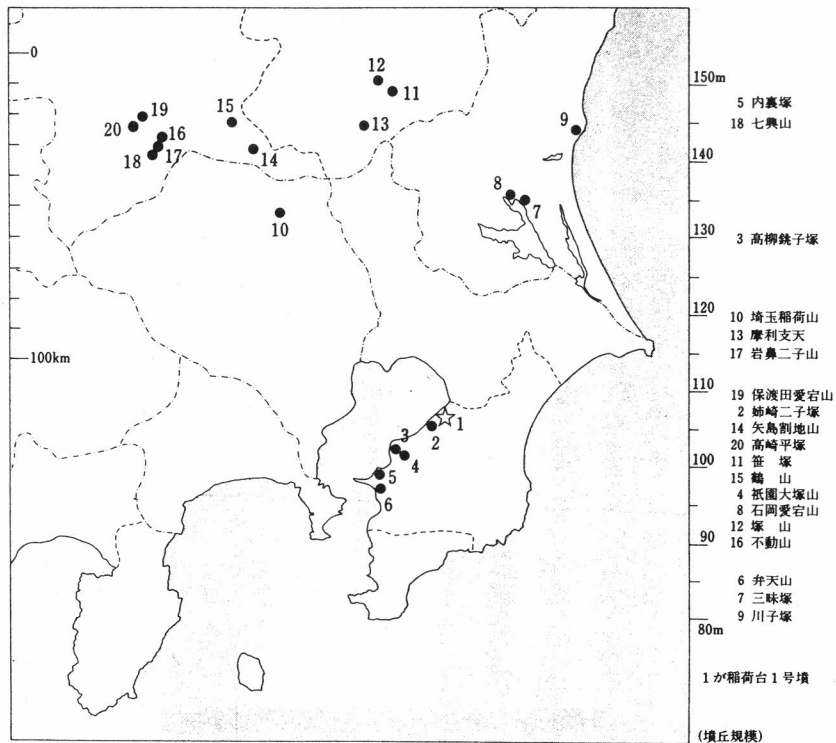 0
100km
12
11
13
15
14
19
20
16
17
18
10
9
8
7
1
2
3
4
5
6
150m
5 内裏塚
18 七興山
140
130 3 高柳銚子塚
120 10 埼玉稲荷山
13 摩利支天
17 岩鼻二子山
110
19 保渡田愛宕山
2 姉崎二子塚
14 矢島割地山
20 高崎平塚
100 11 笹 塚
15 鶴 山
4 祇園大塚山
8 石岡愛宕山
12 塚 山
90 16 不動山
6 弁天山
7 三昧塚
9 川子塚
80m
1が稲荷台1号墳
(墳丘規模)